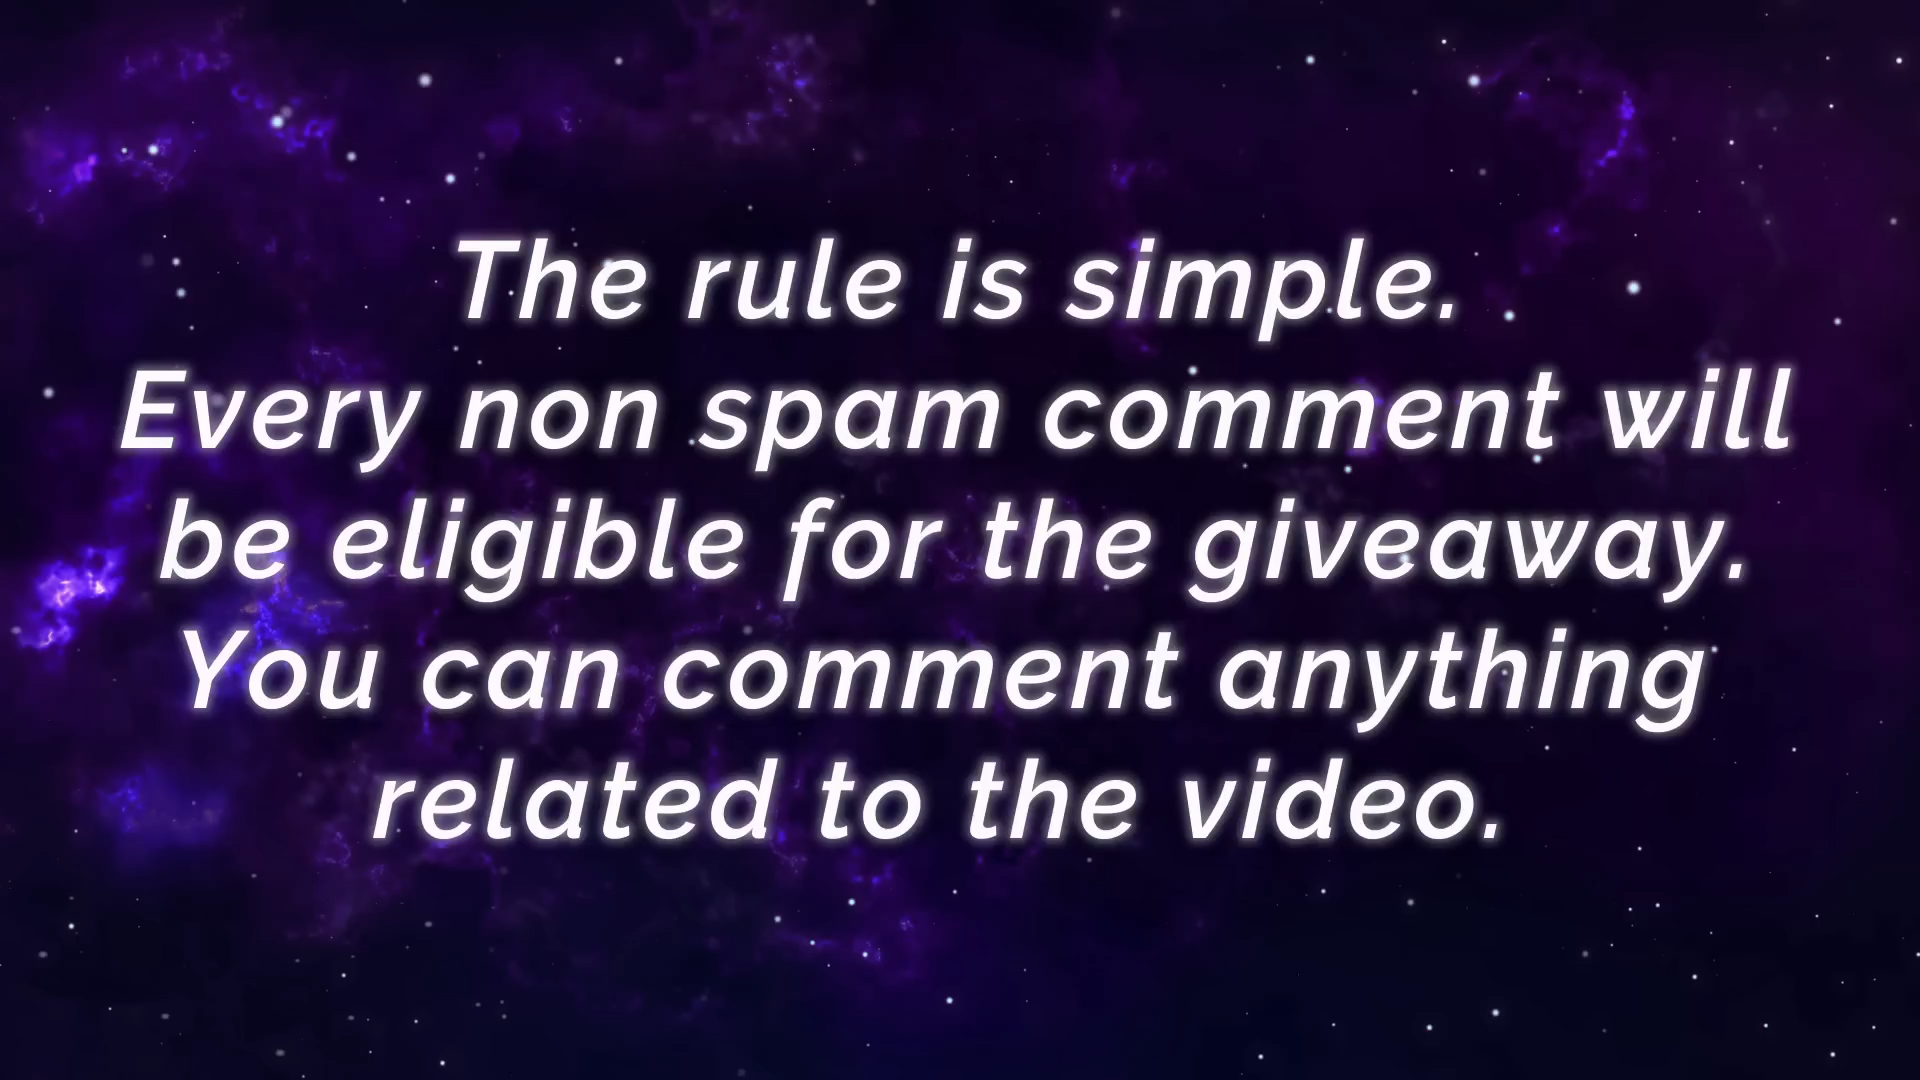 The rule is simple.
Every non spam comment will
be eligible for the giveaway.
You can comment anything
related to the video.